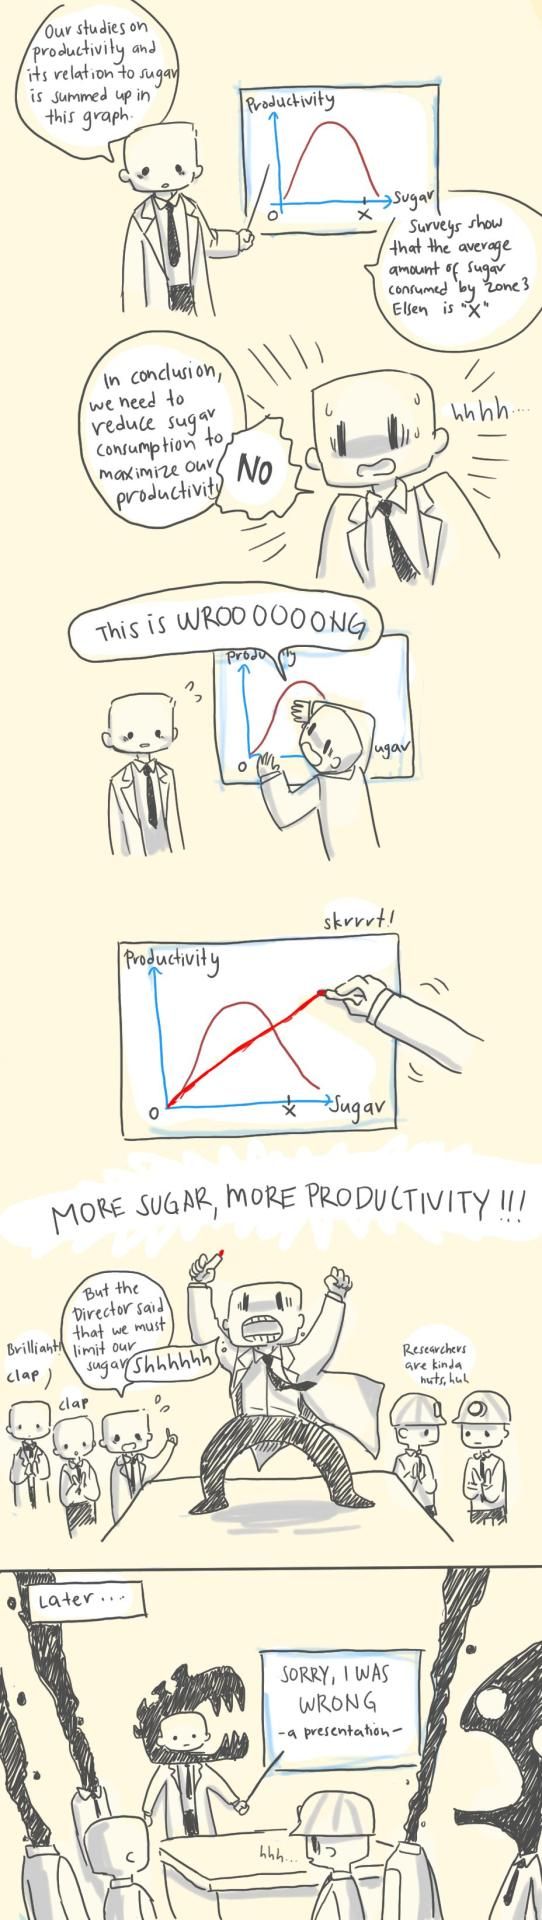 Our studies on
productivity and
its relation to sugar
is summed up in
this graph.
Productivity
Sugar
0
X
Surveys show
that the average
amount of sugar
consumed by zone3
Elsen is "X"
In conclusion,
we need to
reduce sugar
consumption to
maximize our
productivit
NO
hhhh....
This is WROOOOOONG
Produ
y
0
ugar
skrrrt!
Productivity
0
X
Sugar
MORE SUGAR, MORE PRODUCTIVITY!!!
But the
Director said
that we must
limit our
sugar
Shhhhhh
Brilliant!
clap
clap
Researchers
are kinda
nuts, huh
Later...
SORRY, I WAS
WRONG
-a presentation-
hhh...